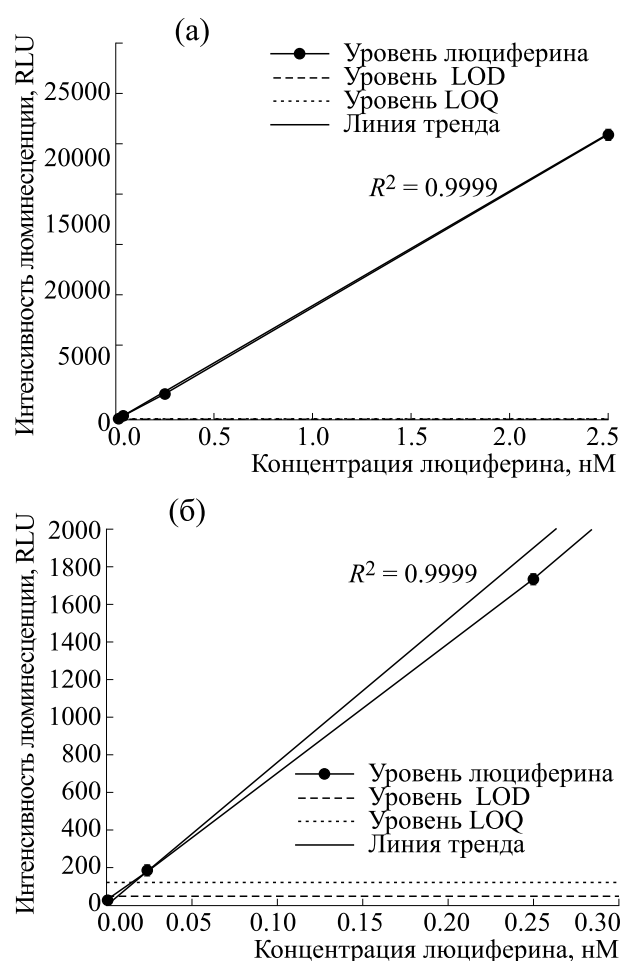 (а)
Уровень люциферина
Уровень LOD
Уровень LOQ
Линия тренда
R² = 0.9999
Интенсивность люминесценции, RLU
25000
20000
15000
20000
5000
0
0.0 0.5 1.0 1.5 2.0 2.5
Концентрация люциферина, нМ
(б)
R² = 0.9999
Интенсивность люминесценции, RLU
2000
1800
1600
1400
1200
1000
800
600
400
200
0
Уровень люциферина
Уровень LOD
Уровень LOQ
Линия тренда
0.00 0.05 0.10 0.15 0.20 0.25 0.30
Концентрация люциферина, нМ